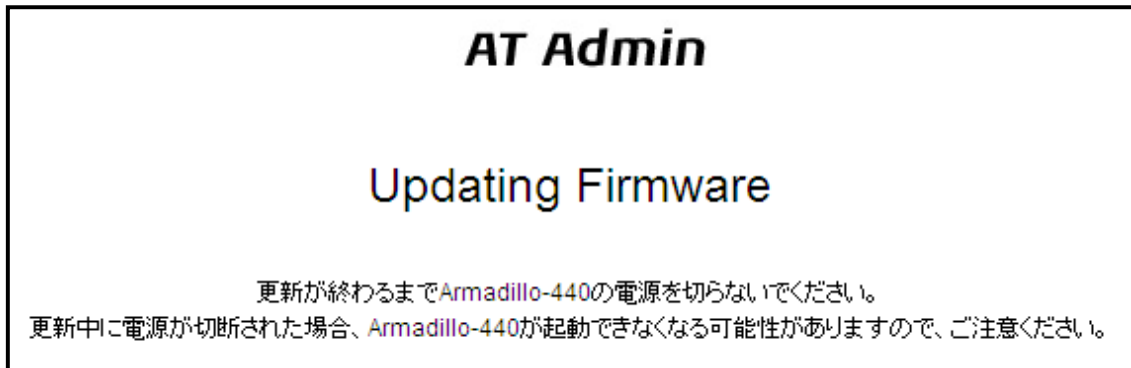 AT Admin
Updating Firmware
更新が終わるまでArmadillo-440の電源を切らないでください。
更新中に電源が切断された場合、Armadillo-440が起動できなくなる可能性がありますので、ご注意ください。